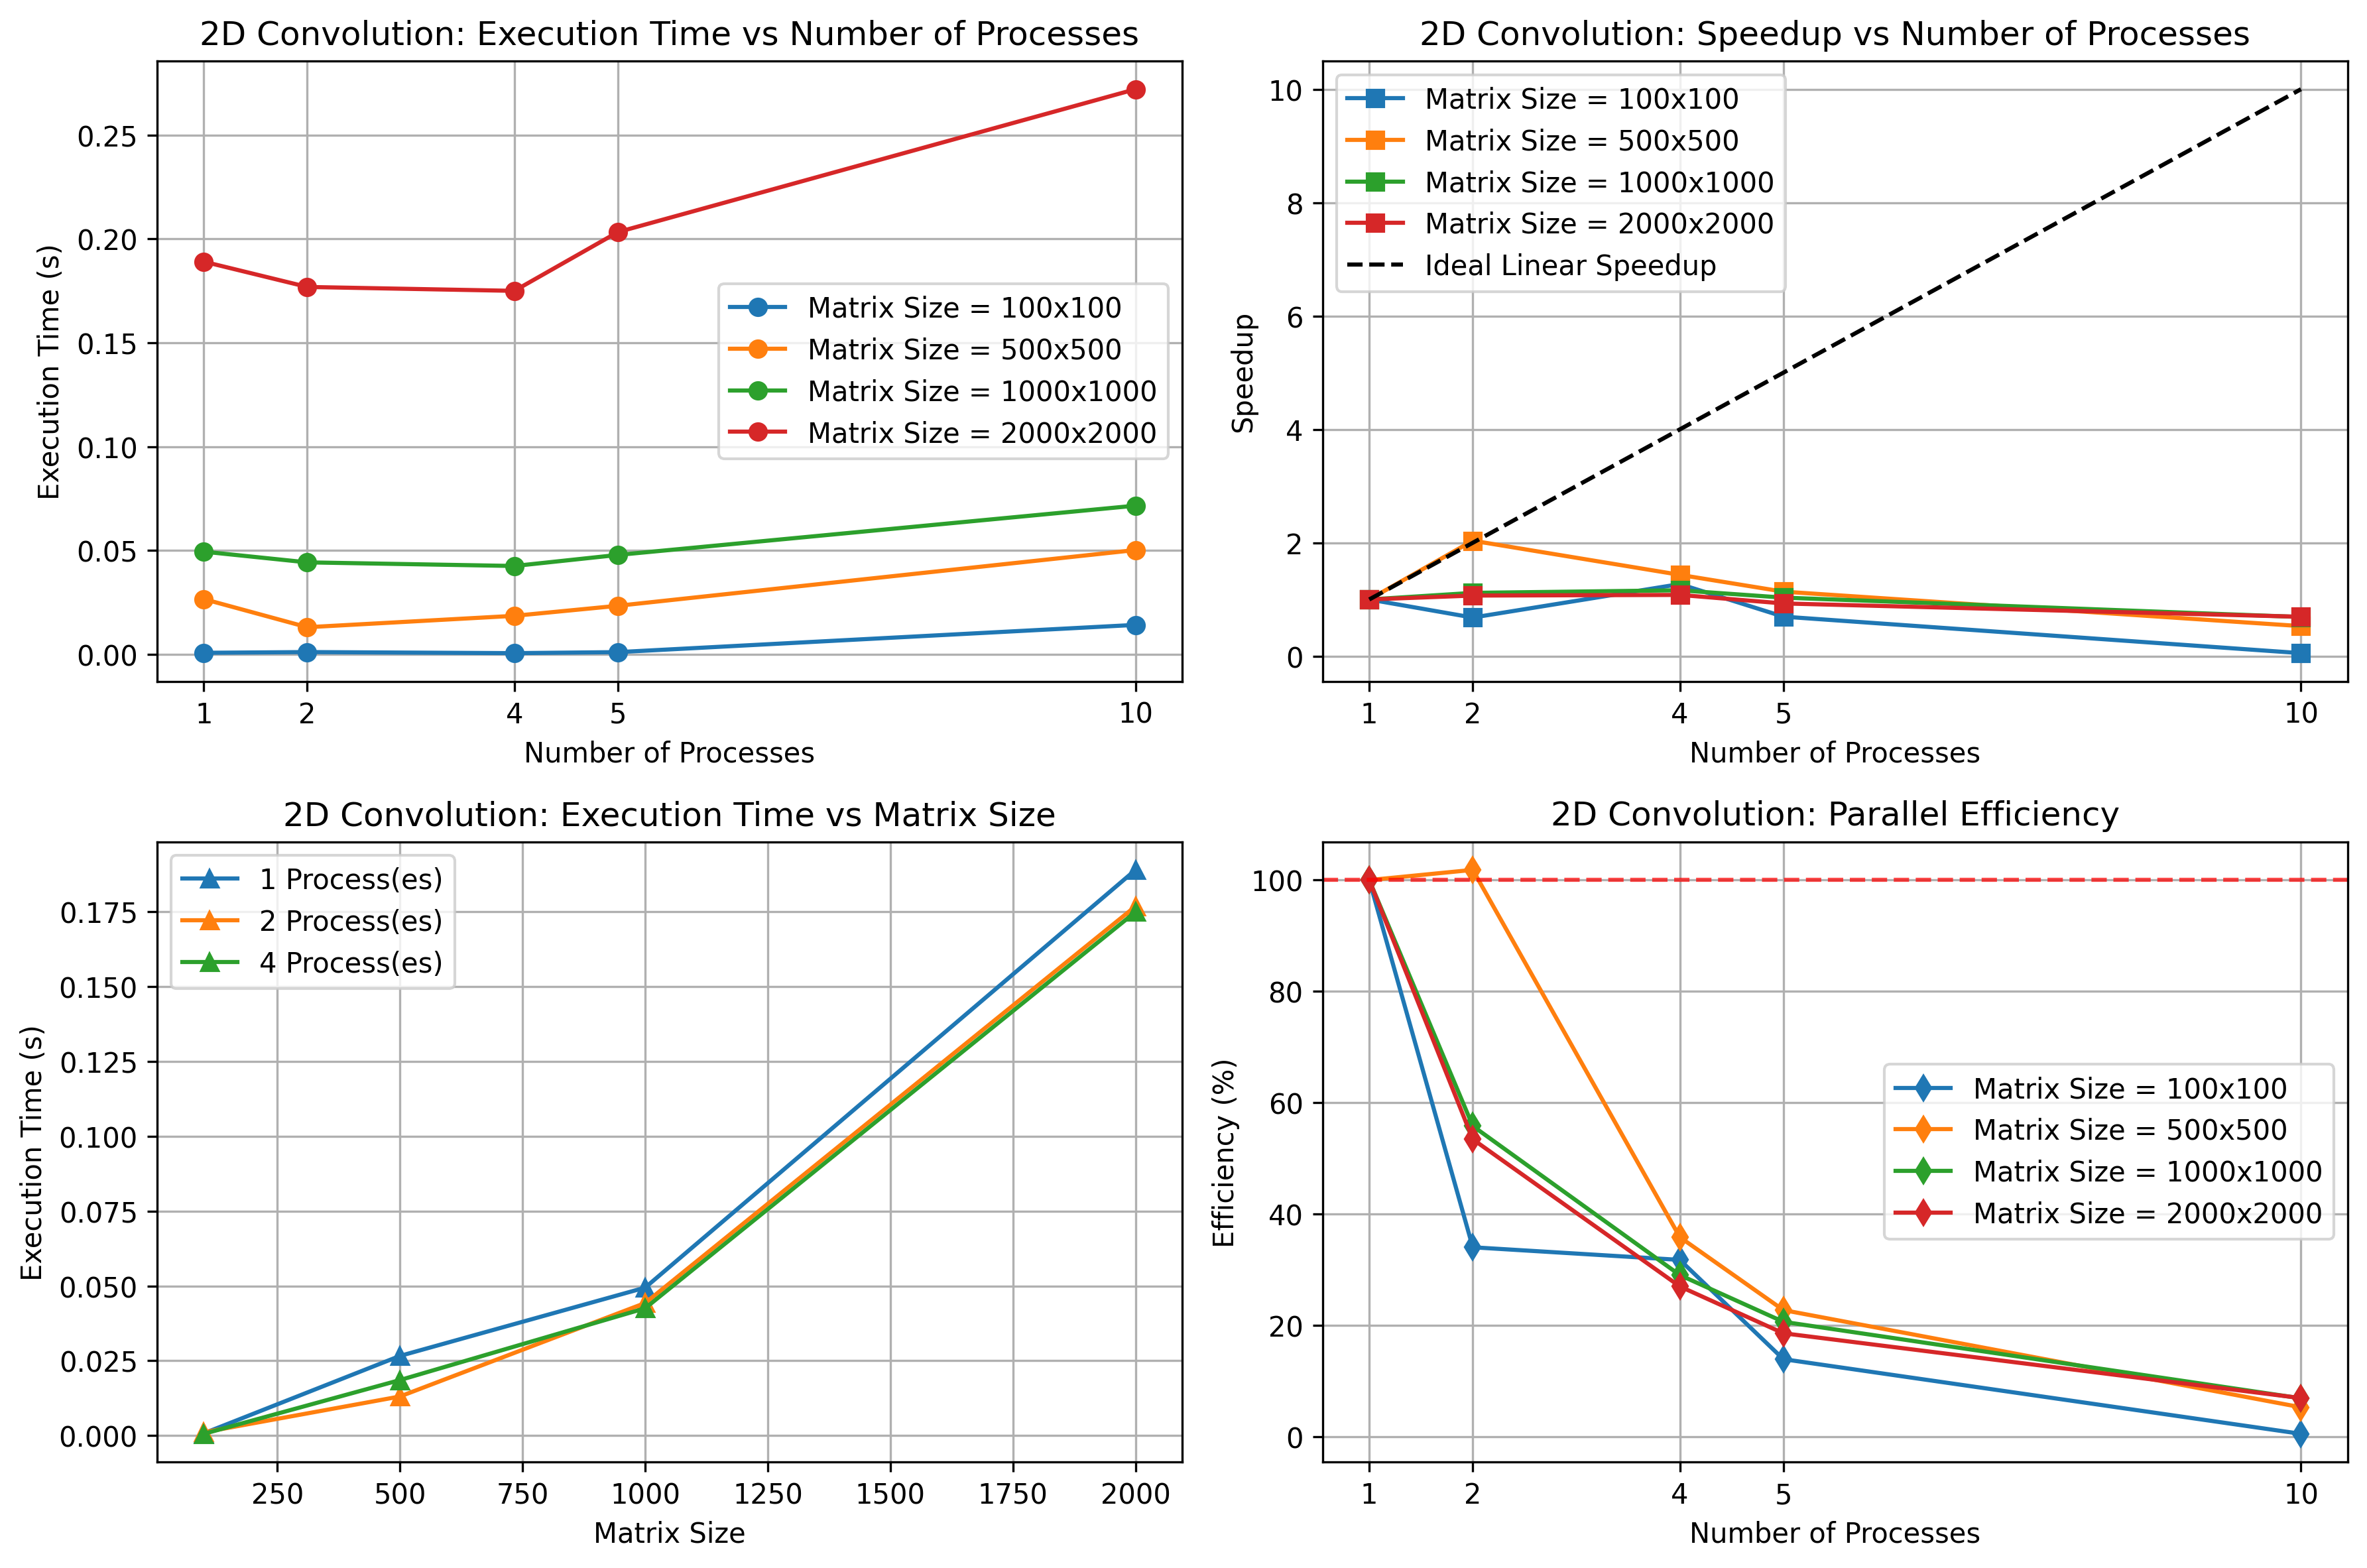 2D Convolution: Execution Time vs Number of Processes
Execution Time (s)
0.25
0.20
0.15
0.10
0.05
0.00
Matrix Size = 100x100
Matrix Size = 500x500
Matrix Size = 1000x1000
Matrix Size = 2000x2000
1 2 4 5 10
Number of Processes
2D Convolution: Speedup vs Number of Processes
Speedup
10
8
6
4
2
0
Matrix Size = 100x100
Matrix Size = 500x500
Matrix Size = 1000x1000
Matrix Size = 2000x2000
Ideal Linear Speedup
1 2 4 5 10
Number of Processes
2D Convolution: Execution Time vs Matrix Size
Execution Time (s)
0.175
0.150
0.125
0.100
0.075
0.050
0.025
0.000
1 Process(es)
2 Process(es)
4 Process(es)
250 500 750 1000 1250 1500 1750 2000
Matrix Size
2D Convolution: Parallel Efficiency
Efficiency (%)
100
80
60
40
20
0
Matrix Size = 100x100
Matrix Size = 500x500
Matrix Size = 1000x1000
Matrix Size = 2000x2000
1 2 4 5 10
Number of Processes